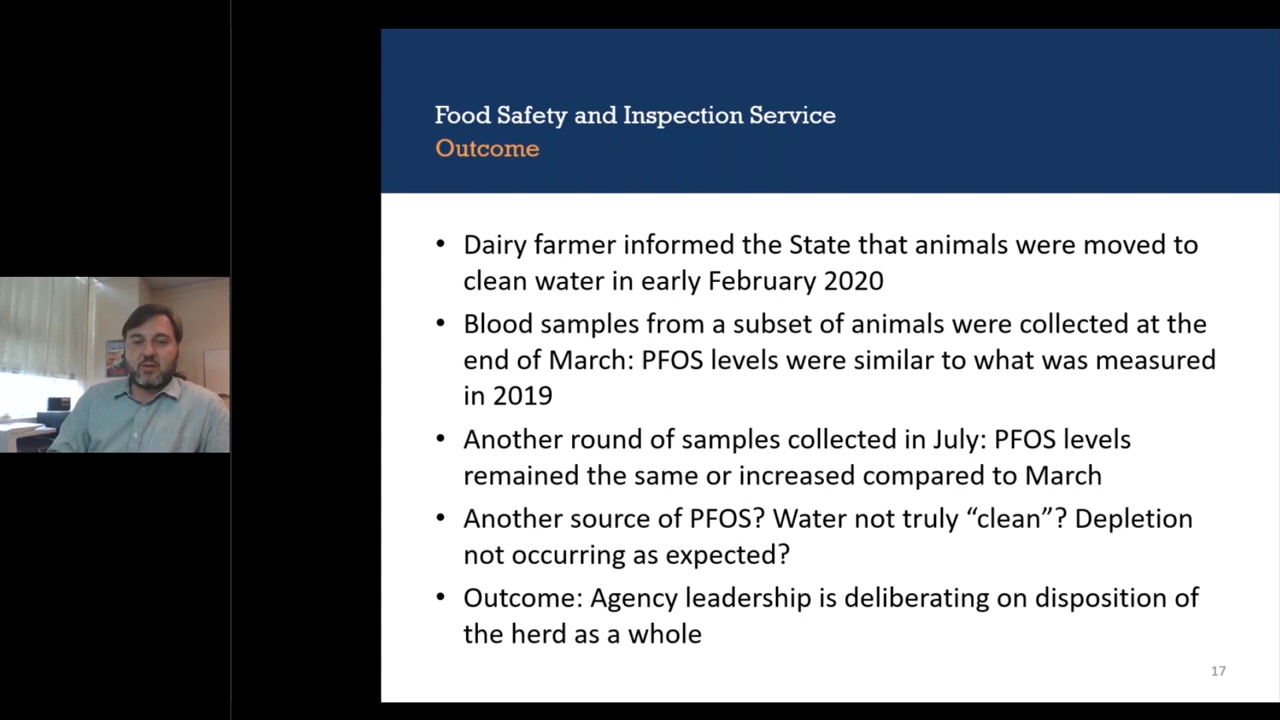 Food Safety and Inspection Service
Outcome
• Dairy farmer informed the State that animals were moved to
clean water in early February 2020
• Blood samples from a subset of animals were collected at the
end of March: PFOS levels were similar to what was measured
in 2019
• Another round of samples collected in July: PFOS levels
remained the same or increased compared to March
• Another source of PFOS? Water not truly “clean”? Depletion
not occurring as expected?
• Outcome: Agency leadership is deliberating on disposition of
the herd as a whole
17